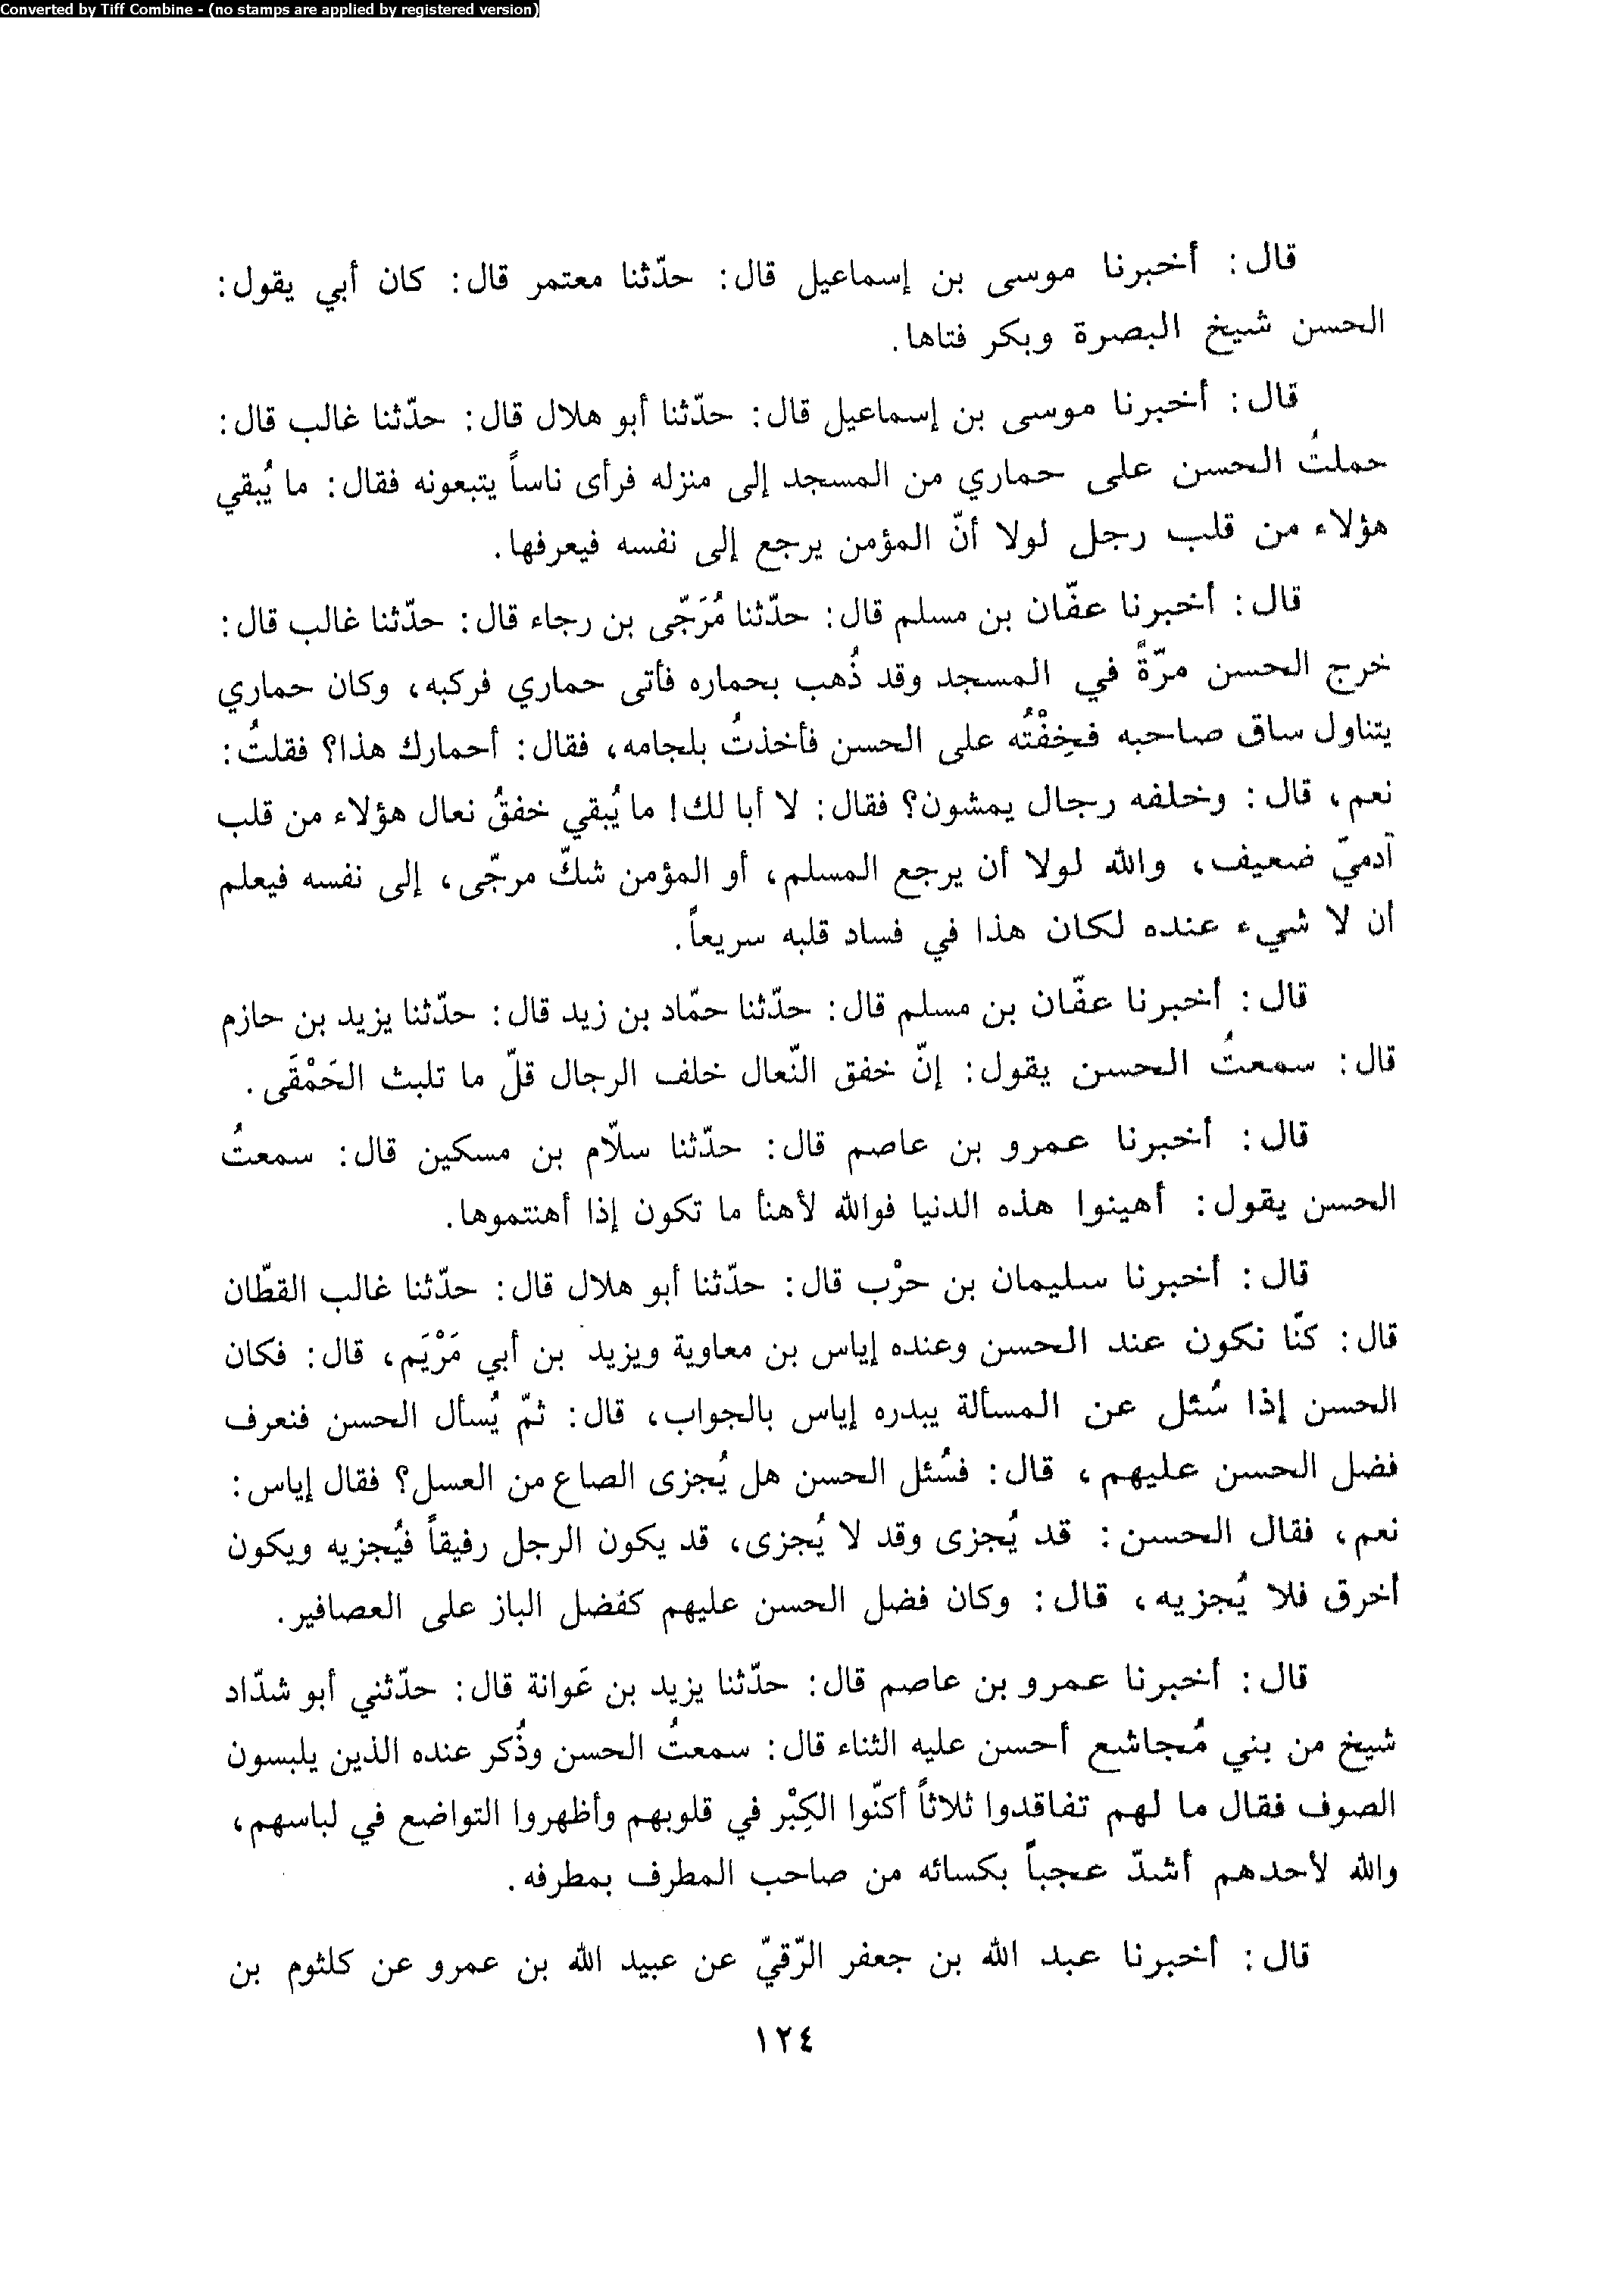 Converted by Tiff Combine - (no stamps are applied by registered version)
قال: أخبرنا موسى بن إسماعيل قال: حدّثنا معتمر قال: كان أبي يقول:
الحسن شيخ البصرة وبكر فتاها.
قال: أخبرنا موسى بن إسماعيل قال: حدّثنا أبو هلال قال: حدّثنا غالب قال:
حملتُ الحسن على حماري من المسجد إلى منزله فرأى ناساً يتبعونه فقال: ما يُبقي
هؤلاء من قلب رجل لولا أنّ المؤمن يرجع إلى نفسه فيعرفها.
قال: أخبرنا عفّان بن مسلم قال: حدّثنا مُرَجّى بن رجاء قال: حدّثنا غالب قال:
خرج الحسن مرّةً في المسجد وقد ذُهب بحماره فأتى حماري فركبه، وكان حماري
يتناول ساق صاحبه فخِفْتُه على الحسن فأخذتُ بلجامه، فقال: أحمارك هذا؟ فقلتُ:
نعم، قال: وخلفه رجال يمشون؟ فقال: لا أبا لك! ما يُبقي خفقُ نعال هؤلاء من قلب
آدميّ ضعيف، والله لولا أن يرجع المسلم، أو المؤمن شكّ مرجّى، إلى نفسه فيعلم
أن لا شيء عنده لكان هذا في فساد قلبه سريعاً.
قال: أخبرنا عفّان بن مسلم قال: حدّثنا حمّاد بن زيد قال: حدّثنا يزيد بن حازم
قال: سمعتُ الحسن يقول: إنّ خفق النّعال خلف الرجال قلّ ما تلبث الحَمْقَى.
قال: أخبرنا عمرو بن عاصم قال: حدّثنا سلّام بن مسكين قال: سمعتُ
الحسن يقول: أهينوا هذه الدنيا فوالله لأهنأ ما تكون إذا أهنتموها.
قال: أخبرنا سليمان بن حرْب قال: حدّثنا أبو هلال قال: حدّثنا غالب القطّان
قال: كنّا نكون عند الحسن وعنده إياس بن معاوية ويزيد بن أبي مَرْيَم، قال: فكان
الحسن إذا سُئل عن المسألة يبدره إياس بالجواب، قال: ثمّ يُسأل الحسن فنعرف
فضل الحسن عليهم، قال: فسُئل الحسن هل يُجزى الصاع من العسل؟ فقال إياس:
نعم، فقال الحسن: قد يُجزى وقد لا يُجزى، قد يكون الرجل رفيقاً فيُجزيه ويكون
أخرق فلا يُجزيه، قال: وكان فضل الحسن عليهم كفضل الباز على العصافير.
قال: أخبرنا عمرو بن عاصم قال: حدّثنا يزيد بن عَوانة قال: حدّثني أبو شدّاد
شيخ من بني مُجاشع أحسن عليه الثناء قال: سمعتُ الحسن وذُكر عنده الذين يلبسون
الصوف فقال ما لهم تفاقدوا ثلاثاً أكنّوا الكِبْر في قلوبهم وأظهروا التواضع في لباسهم،
والله لأحدهم أشدّ عجباً بكسائه من صاحب المطرف بمطرفه.
قال: أخبرنا عبد الله بن جعفر الرّقيّ عن عبيد الله بن عمرو عن كلثوم بن
١٢٤